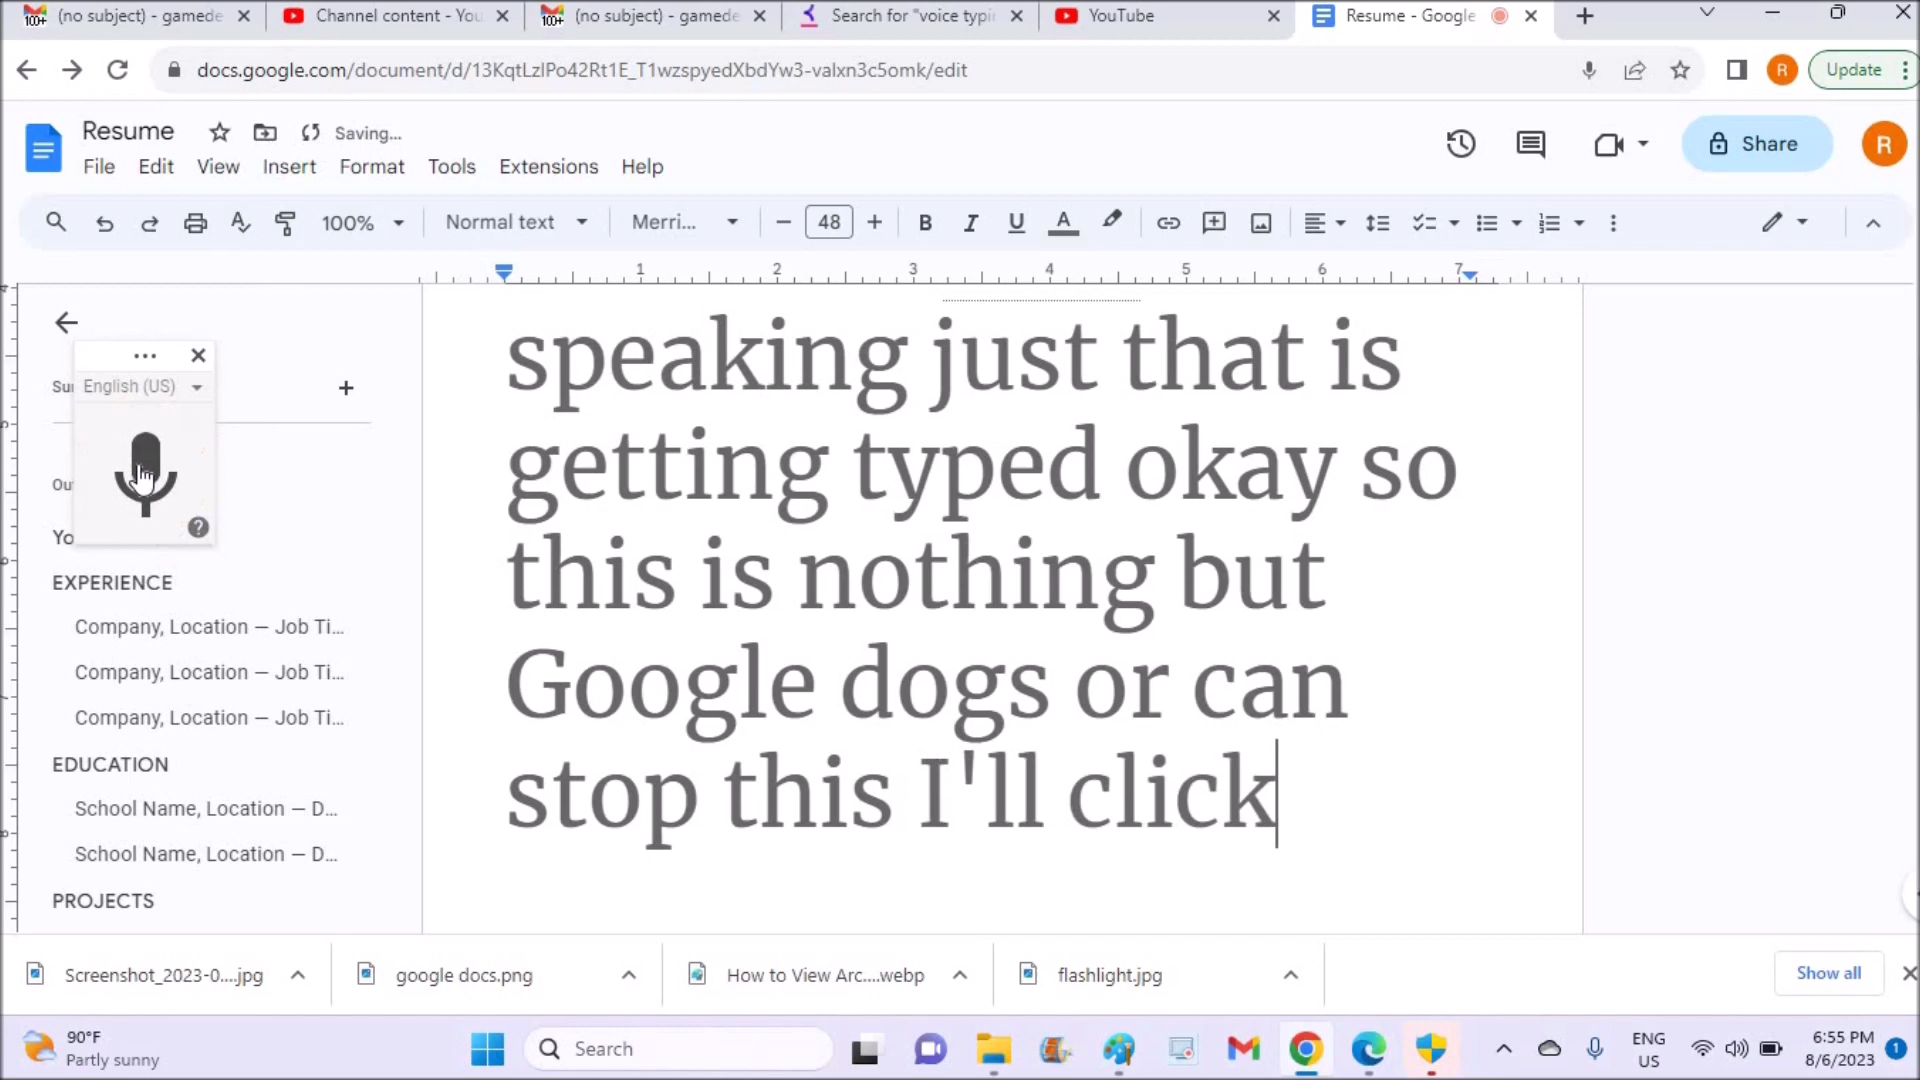 (no subject) - gamede
Channel content - You
(no subject) - gamede
Search for "voice typi
YouTube
Resume - Google
docs.google.com/document/d/13KqtLzlPo42Rt1E_T1wzspyedXbdYw3-valxn3c5omk/edit
R
Update
Resume
Saving...
File Edit View Insert Format Tools Extensions Help
Share
R
100%
Normal text
Merri...
48
B I U A
1 2 3 4 5 6 7
English (US)
EXPERIENCE
Company, Location — Job Ti...
Company, Location — Job Ti...
Company, Location — Job Ti...
EDUCATION
School Name, Location — D...
School Name, Location — D...
PROJECTS
speaking just that is
getting typed okay so
this is nothing but
Google dogs or can
stop this I'll click
Screenshot_2023-0....jpg
google docs.png
How to View Arc....webp
flashlight.jpg
Show all
90°F
Partly sunny
Search
ENG
US
6:55 PM
8/6/2023
1